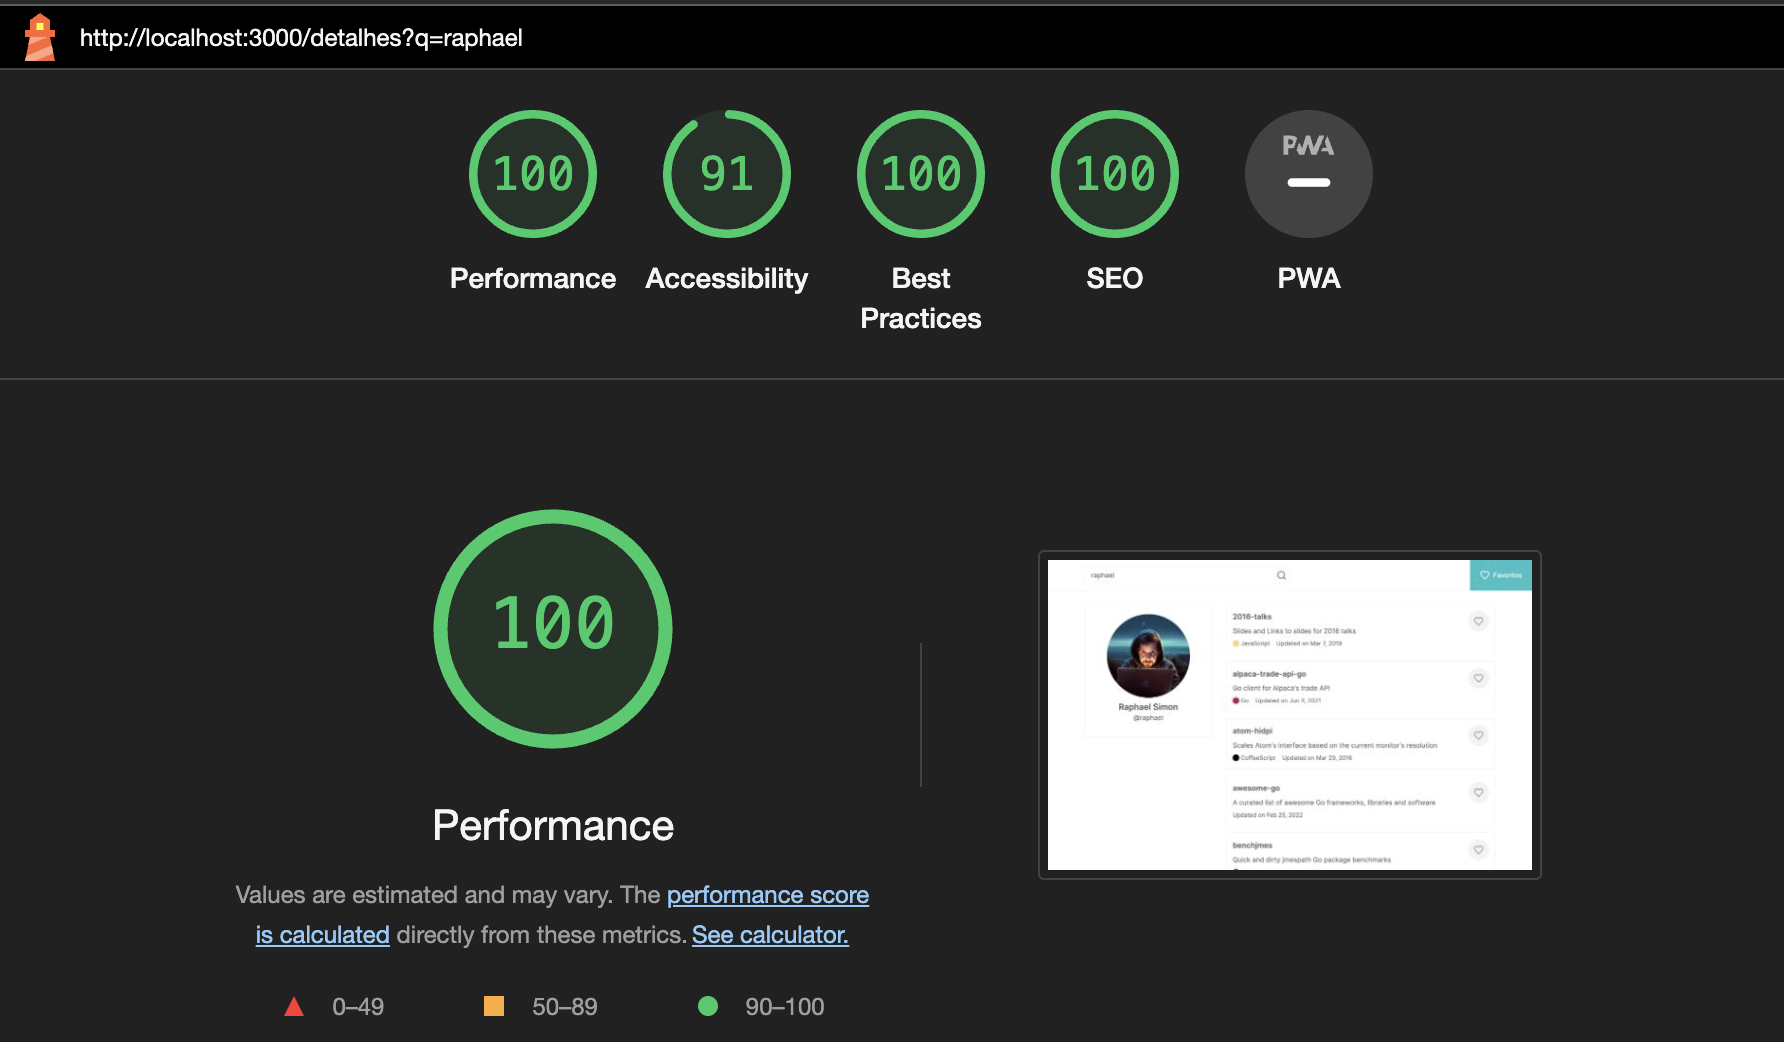 http://localhost:3000/detalhes?q=raphael
100
91
100
100
PWA
Performance
Accessibility
Best
Practices
SEO
PWA
100
Performance
Values are estimated and may vary. The performance score
is calculated directly from these metrics. See calculator.
0–49
50–89
90–100
raphael
Favoritos
Raphael Simon
@raphael
2016-talks
Slides and Links to slides for 2016 talks
JavaScript Updated on Mar 7, 2019
alpaca-trade-api-go
Go client for Alpaca's trade API
Go Updated on Jun 4, 2021
atom-hidpi
Scales Atom's interface based on the current monitor's resolution
CoffeeScript Updated on Mar 29, 2016
awesome-go
A curated list of awesome Go frameworks, libraries and software
Updated on Feb 25, 2022
benchjmes
Quick and dirty jmespath Go package benchmarks